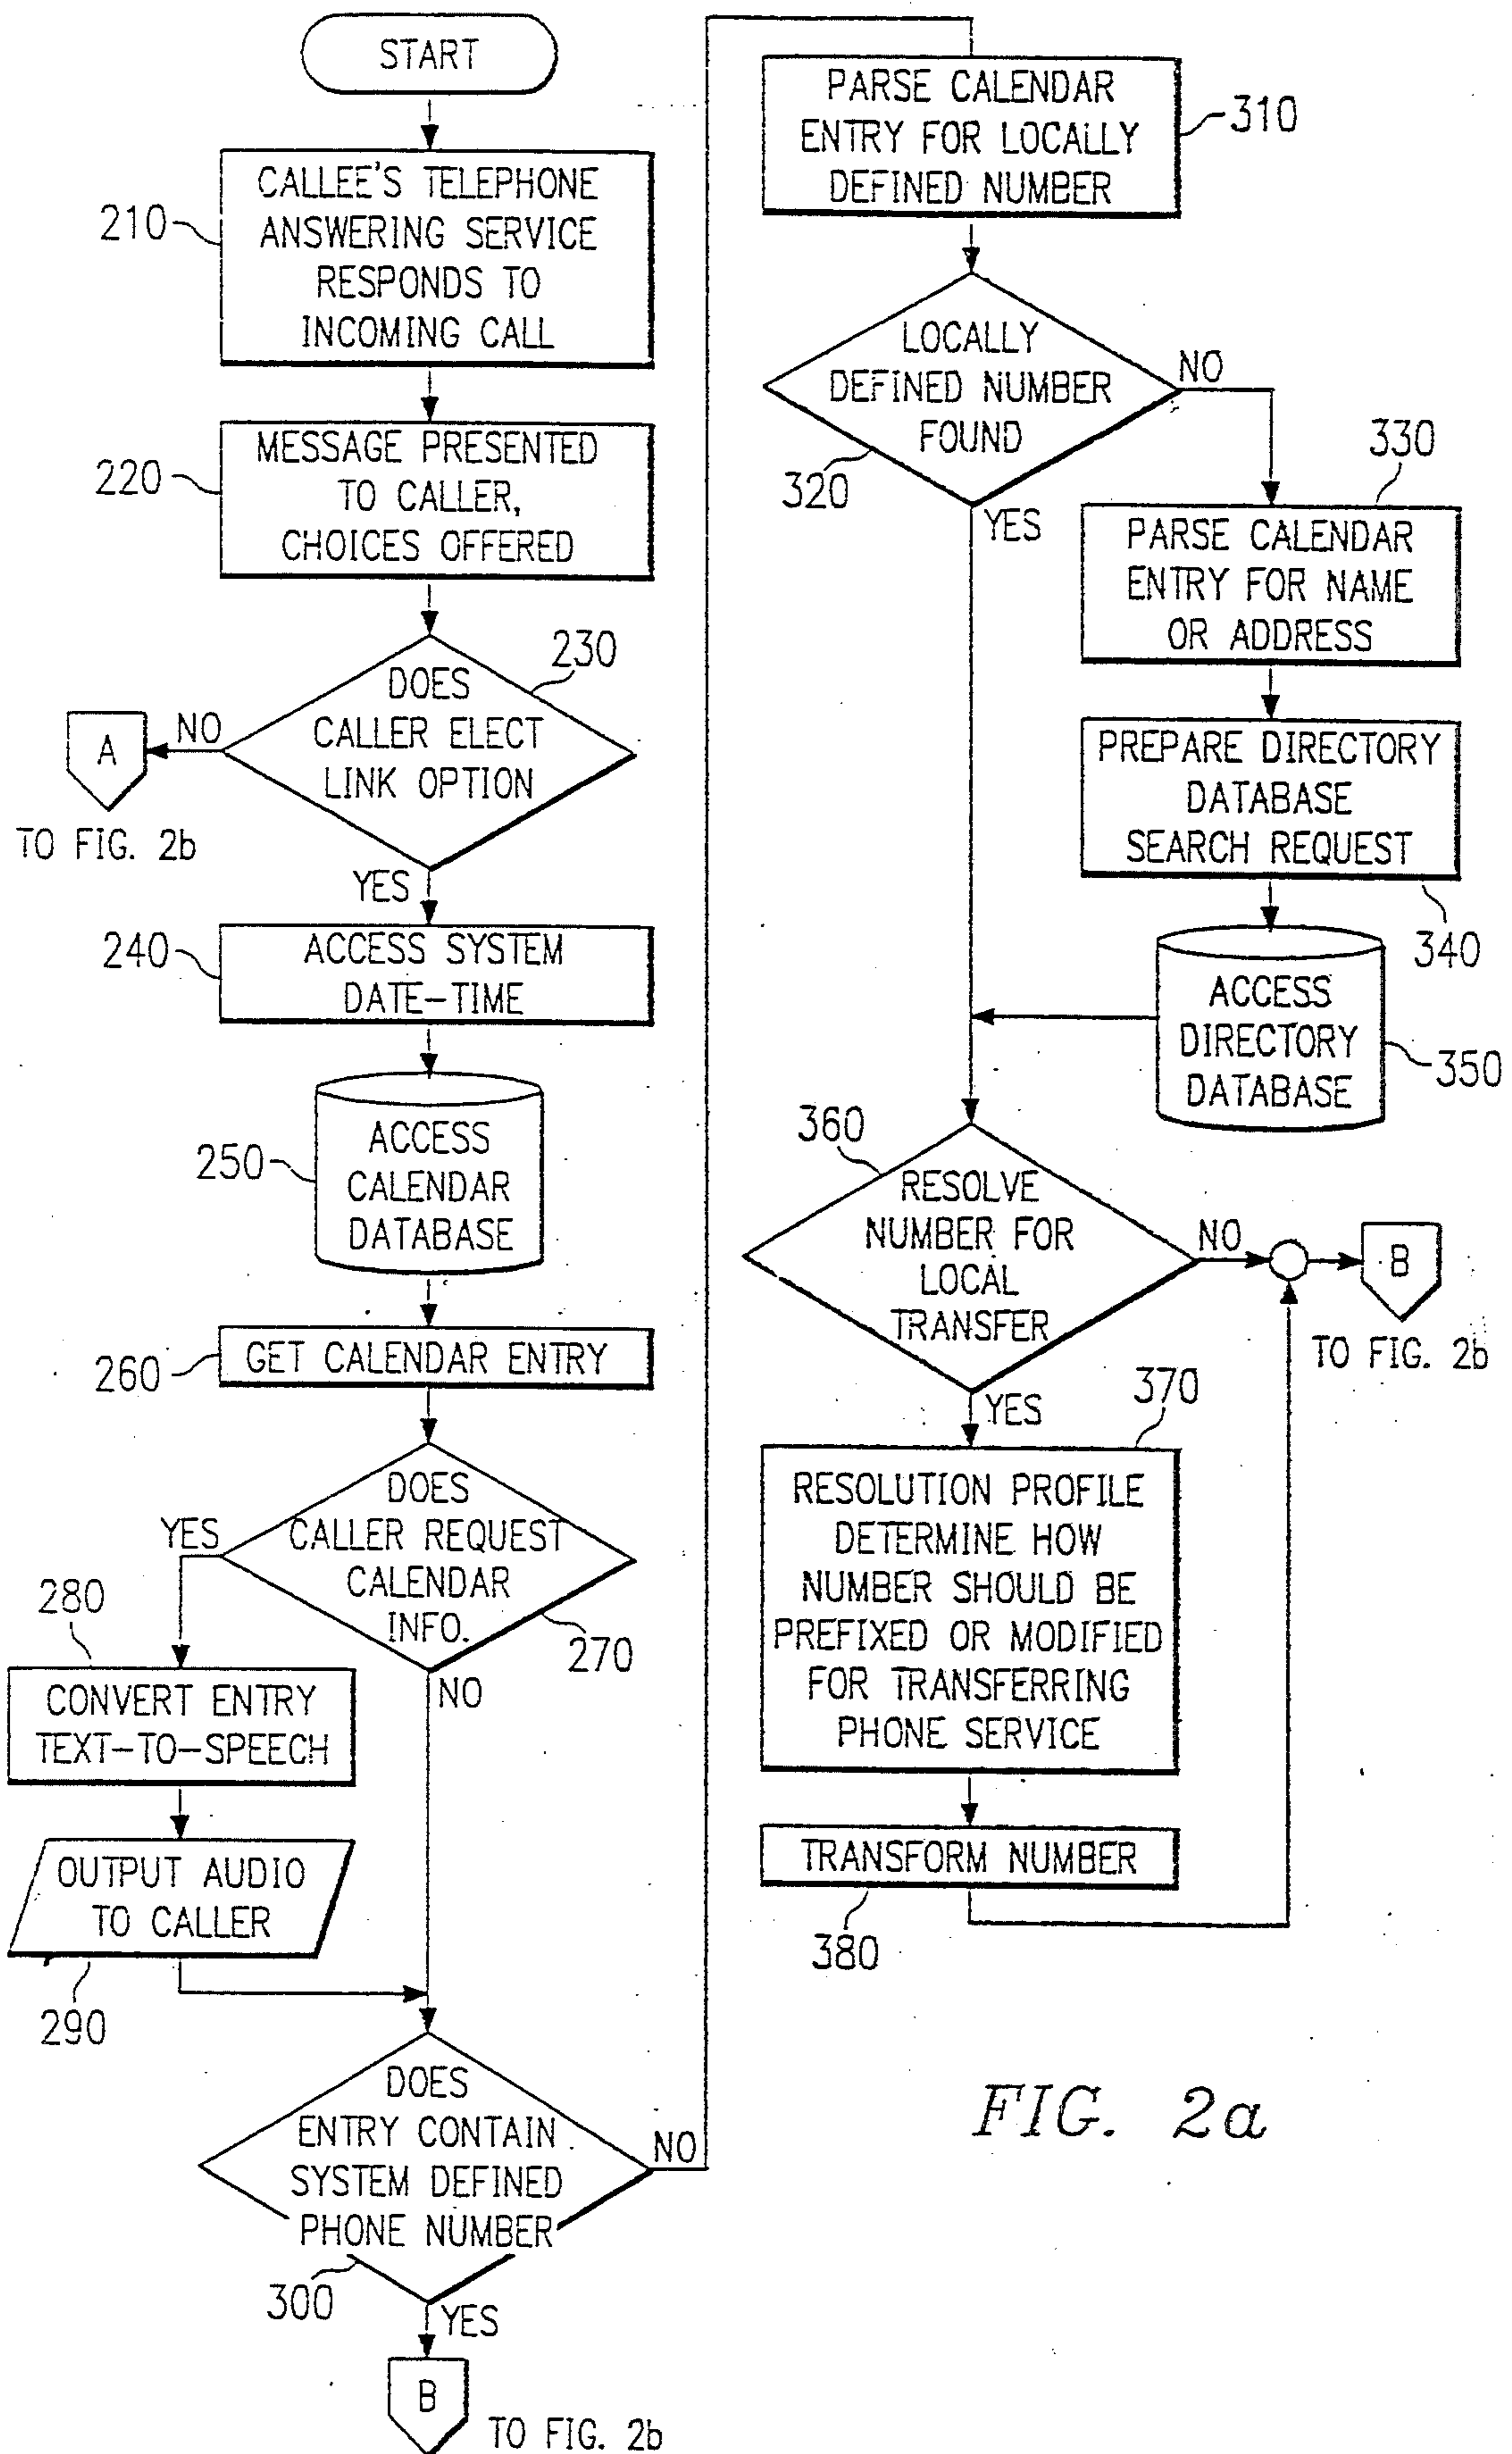 START
CALLEE'S TELEPHONE
ANSWERING SERVICE
RESPONDS TO
INCOMING CALL
210
MESSAGE PRESENTED
TO CALLER,
CHOICES OFFERED
220
DOES
CALLER ELECT
LINK OPTION
230
NO
A
TO FIG. 2b
YES
ACCESS SYSTEM
DATE-TIME
240
ACCESS
CALENDAR
DATABASE
250
GET CALENDAR ENTRY
260
DOES
CALLER REQUEST
CALENDAR
INFO.
270
YES
NO
280
CONVERT ENTRY
TEXT-TO-SPEECH
OUTPUT AUDIO
TO CALLER
290
DOES
ENTRY CONTAIN
SYSTEM DEFINED
PHONE NUMBER
300
NO
YES
B
TO FIG. 2b
PARSE CALENDAR
ENTRY FOR LOCALLY
DEFINED NUMBER
310
LOCALLY
DEFINED NUMBER
FOUND
320
NO
YES
330
PARSE CALENDAR
ENTRY FOR NAME
OR ADDRESS
PREPARE DIRECTORY
DATABASE
SEARCH REQUEST
340
ACCESS
DIRECTORY
DATABASE
350
360
RESOLVE
NUMBER FOR
LOCAL
TRANSFER
NO
B
TO FIG. 2b
YES
370
RESOLUTION PROFILE
DETERMINE HOW
NUMBER SHOULD BE
PREFIXED OR MODIFIED
FOR TRANSFERRING
PHONE SERVICE
TRANSFORM NUMBER
380
FIG. 2a